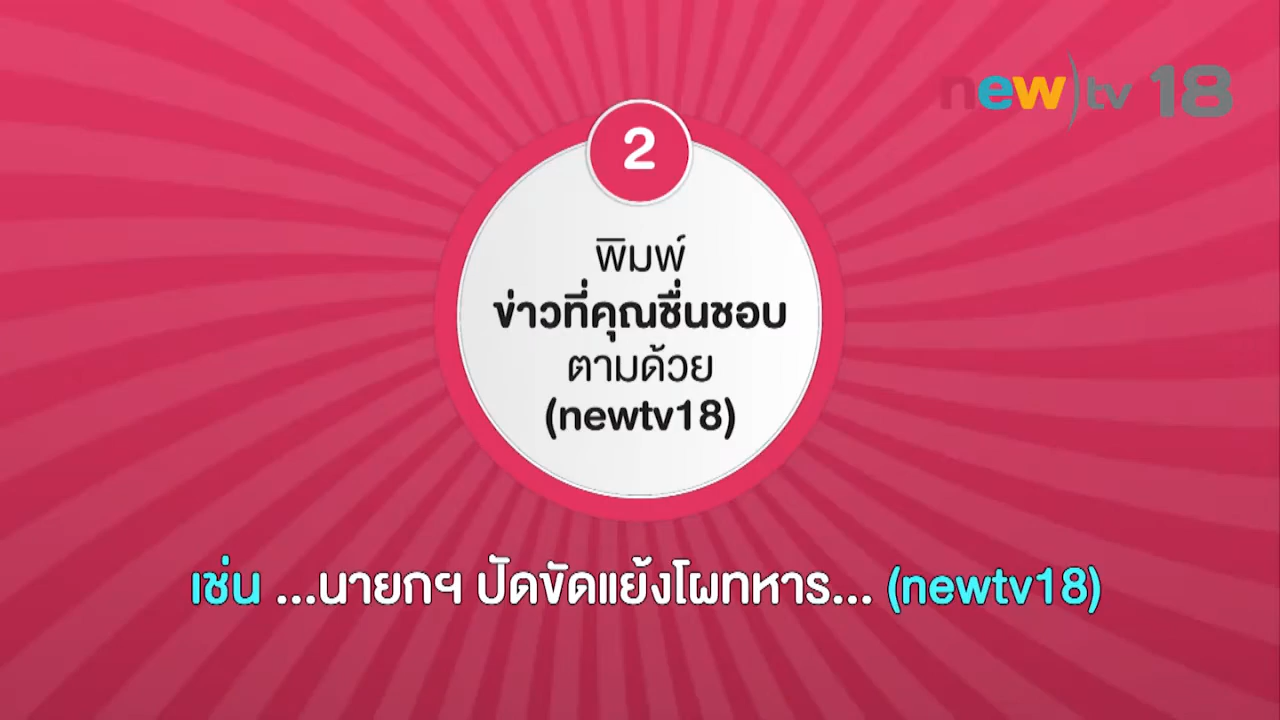 new)tv 18
2
พิมพ์
ข่าวที่คุณชื่นชอบ
ตามด้วย
(newtv18)
เช่น ...นายกฯ ปัดขัดแย้งโผทหาร... (newtv18)